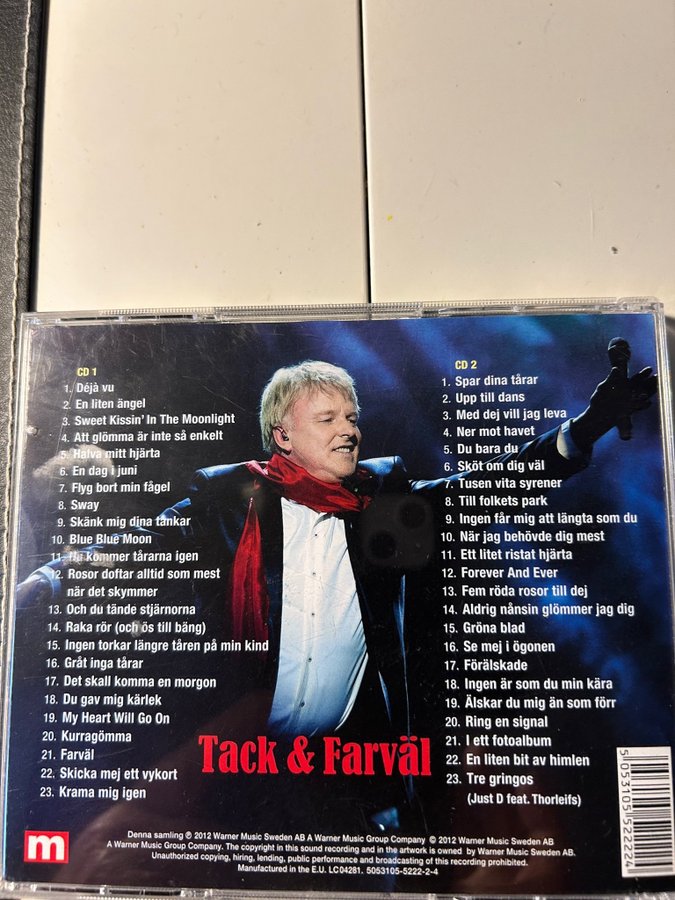 CD 1
1. Déjà vu
2. En liten ängel
3. Sweet Kissin' In The Moonlight
4. Att glömma är inte så enkelt
5. Halva mitt hjärta
6. En dag i juni
7. Flyg bort min fågel
8. Sway
9. Skänk mig dina tankar
10. Blue Blue Moon
11. Nu kommer tårarna igen
12. Rosor doftar alltid som mest
när det skymmer
13. Och du tände stjärnorna
14. Raka rör (och ös till bäng)
15. Ingen torkar längre tåren på min kind
16. Gråt inga tårar
17. Det skall komma en morgon
18. Du gav mig kärlek
19. My Heart Will Go On
20. Kurragömma
21. Farväl
22. Skicka mej ett vykort
23. Krama mig igen
CD 2
1. Spar dina tårar
2. Upp till dans
3. Med dej vill jag leva
4. Ner mot havet
5. Du bara du
6. Sköt om dig väl
7. Tusen vita syrener
8. Till folkets park
9. Ingen får mig att längta som du
10. När jag behövde dig mest
11. Ett litet ristat hjärta
12. Forever And Ever
13. Fem röda rosor till dej
14. Aldrig nånsin glömmer jag dig
15. Gröna blad
16. Se mej i ögonen
17. Förälskade
18. Ingen är som du min kära
19. Älskar du mig än som förr
20. Ring en signal
21. I ett fotoalbum
22. En liten bit av himlen
23. Tre gringos
(Just D feat. Thorleifs)
Tack & Farväl
5 053105 522224
m
Denna samling ℗ 2012 Warner Music Sweden AB A Warner Music Group Company © 2012 Warner Music Sweden AB
A Warner Music Group Company. The copyright in this sound recording and in the artwork is owned by Warner Music Sweden AB.
Unauthorized copying, hiring, lending, public performance and broadcasting of this recording prohibited.
Manufactured in the E.U. LC04281. 5053105-5222-2-4